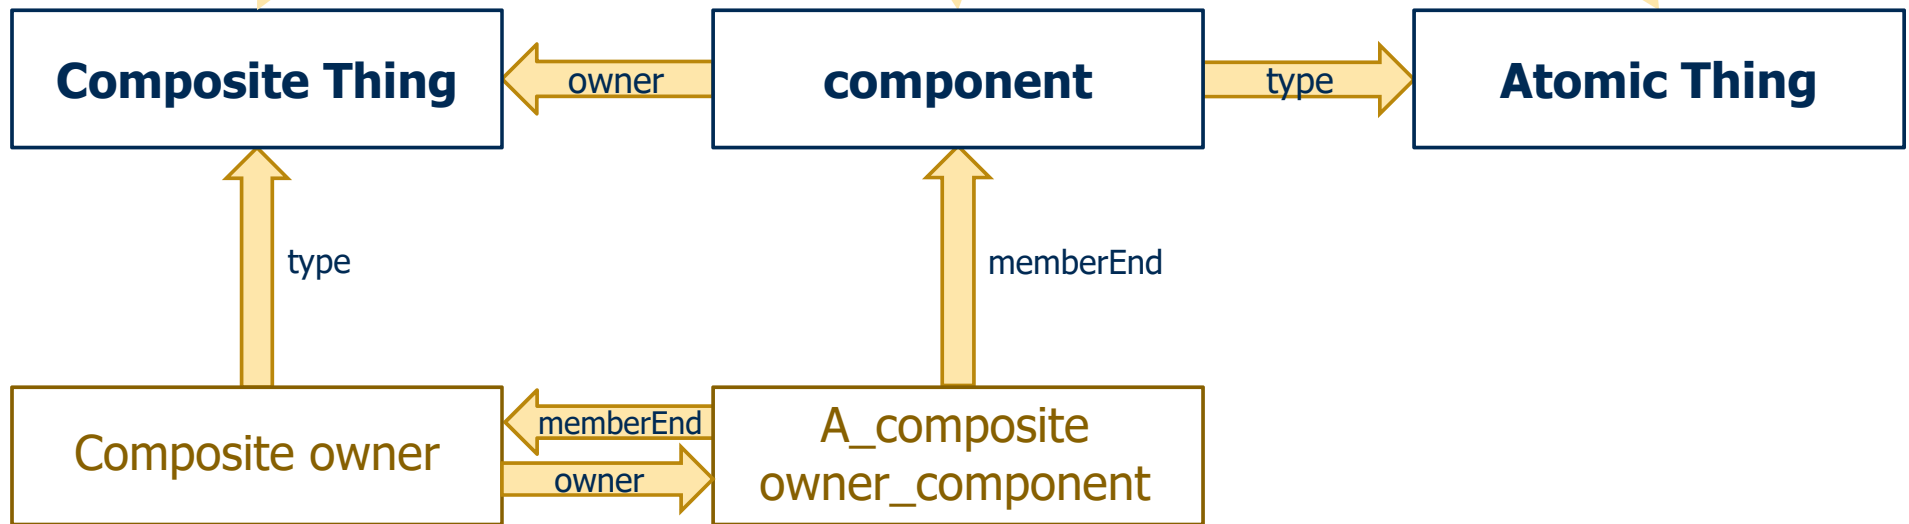 Composite Thing
owner
component
type
Atomic Thing
type
memberEnd
Composite owner
memberEnd
owner
A_composite
owner_component